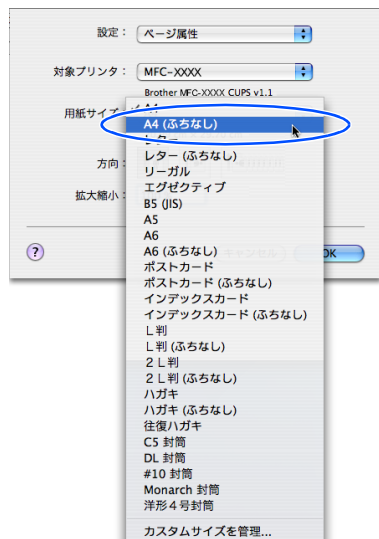 設定： ページ属性
対象プリンタ： MFC-XXXX
Brother MFC-XXXX CUPS v1.1
用紙サイズ ✓ A4
A4 (ふちなし)
レター
レター (ふちなし)
方向：
リーガル
エグゼクティブ
拡大縮小：
B5 (JIS)
A5
A6
? A6 (ふちなし) キャンセル OK
ポストカード
ポストカード (ふちなし)
インデックスカード
インデックスカード (ふちなし)
L判
L判 (ふちなし)
2L判
2L判 (ふちなし)
ハガキ
ハガキ (ふちなし)
往復ハガキ
C5 封筒
DL 封筒
#10 封筒
Monarch 封筒
洋形4号封筒
カスタムサイズを管理...